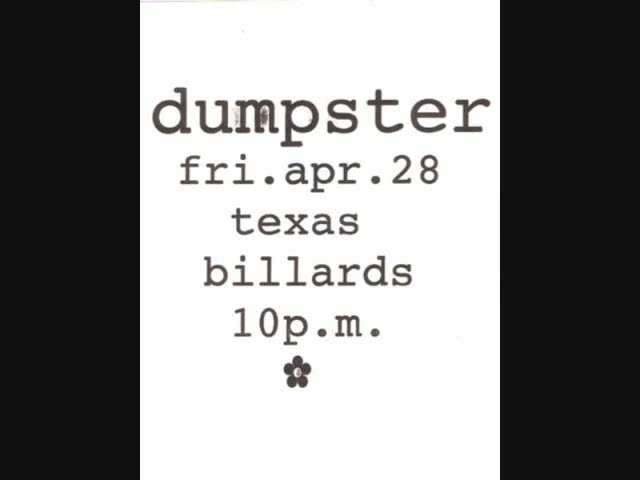 dumpster
fri.apr.28
texas
billards
10p.m.